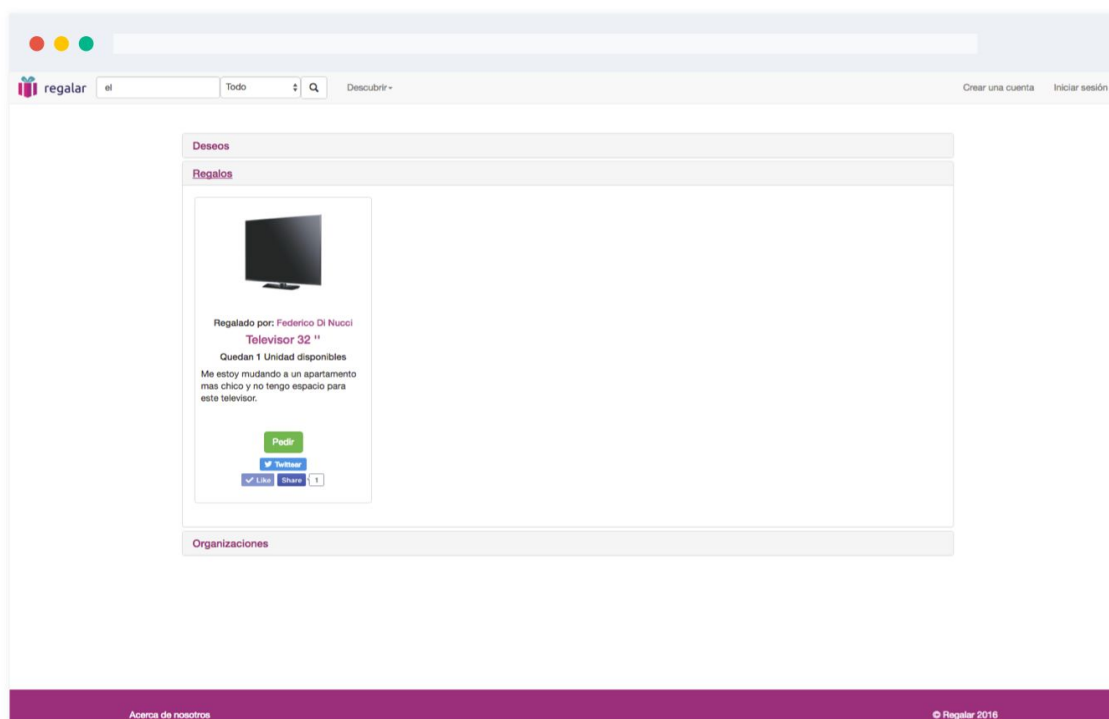 regalar el Todo Descubrir Crear una cuenta Iniciar sesión
Deseos
Regalos
Regalado por: Federico Di Nucci
Televisor 32 "
Quedan 1 Unidad disponibles
Me estoy mudando a un apartamento
mas chico y no tengo espacio para
este televisor.
Pedir
Twittear
Like Share 1
Organizaciones
Acerca de nosotros © Regalar 2016